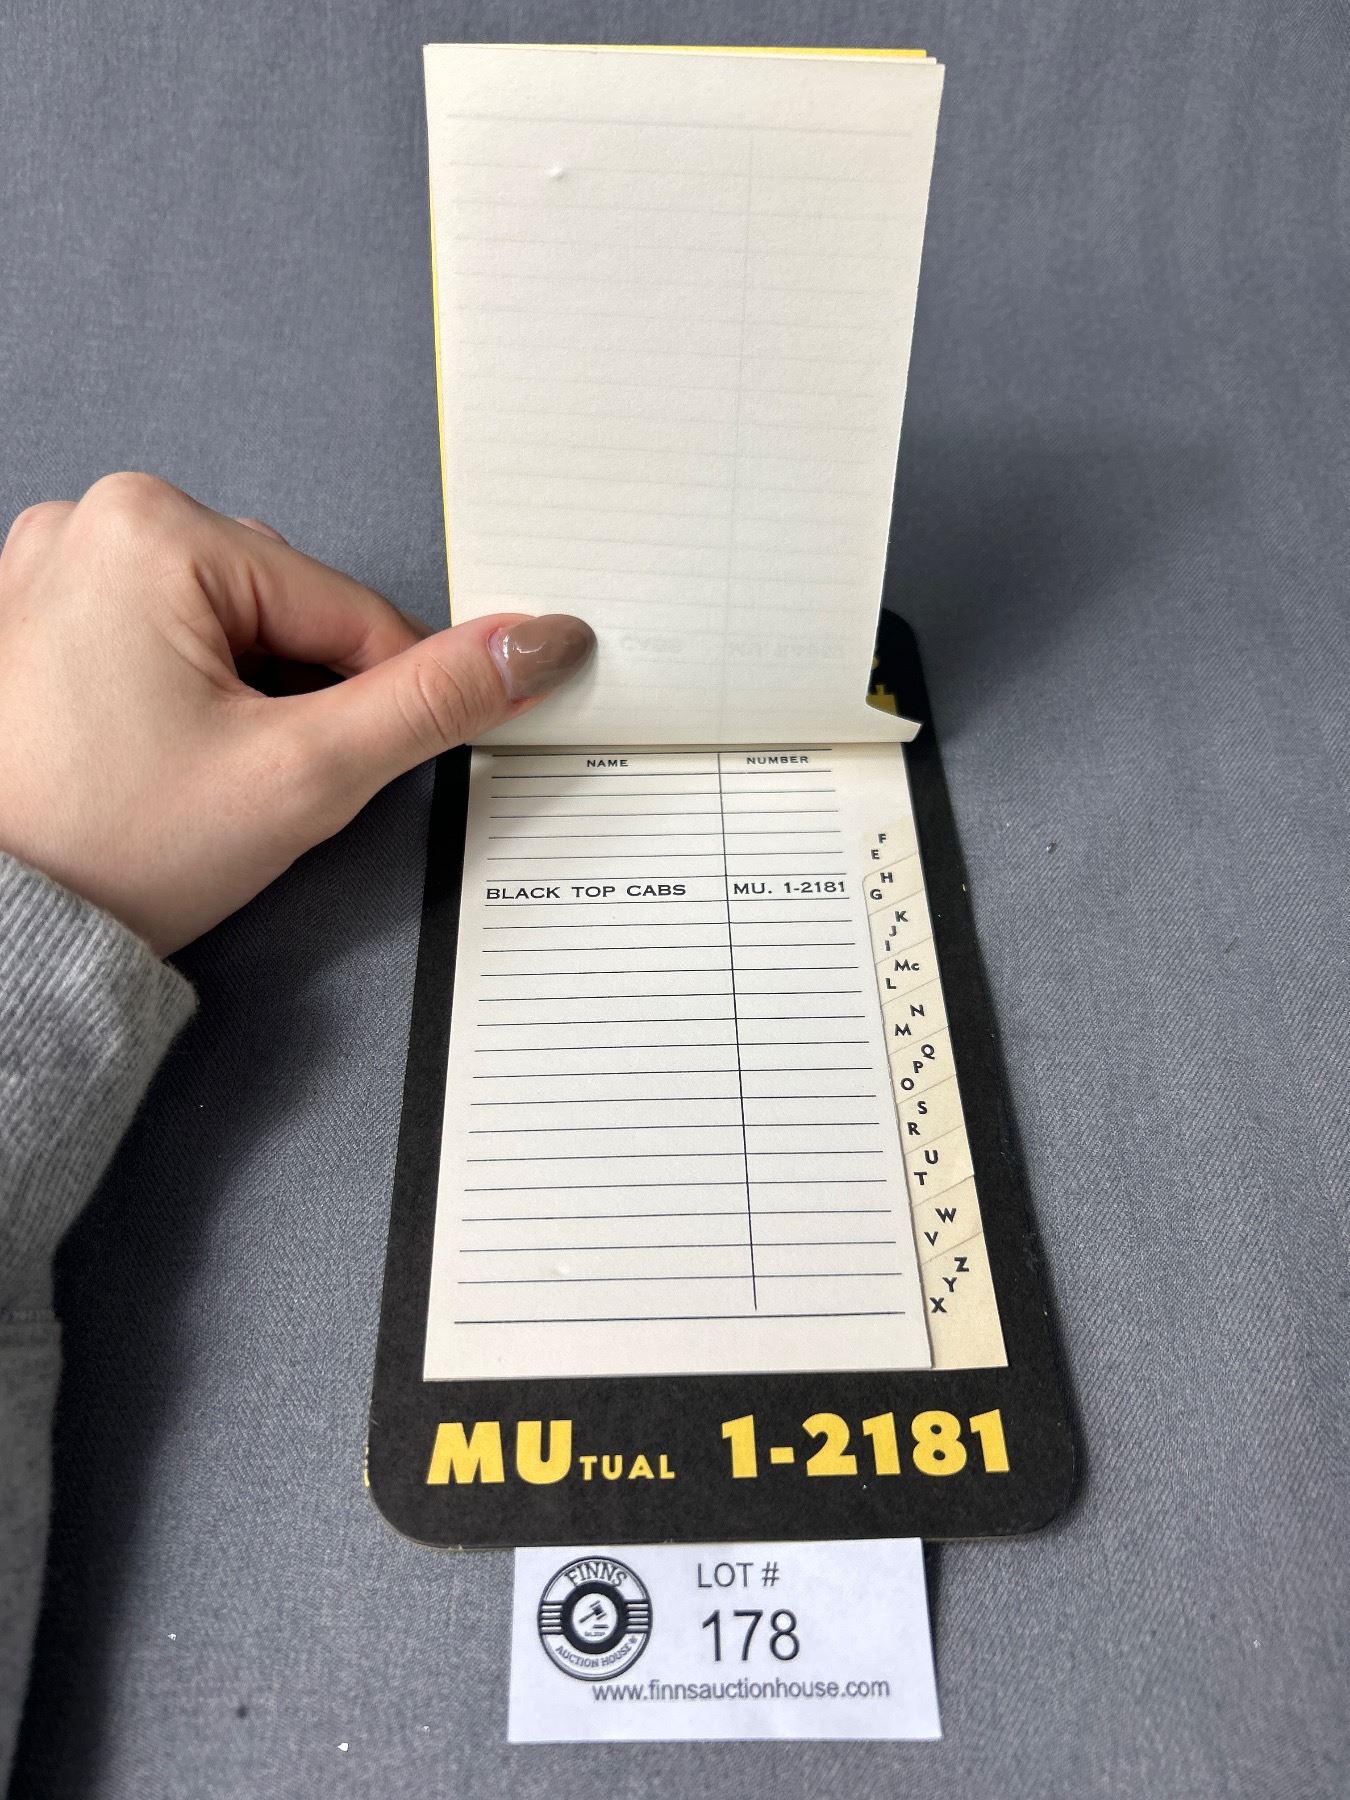 NAME NUMBER
BLACK TOP CABS MU. 1-2181
F
E
H
G
K
J
I
Mc
L
N
M
Q
P
O
S
R
U
T
W
V
Z
Y
X
MUTUAL 1-2181
FINNS
AUCTION HOUSE
LOT #
178
www.finnsauctionhouse.com